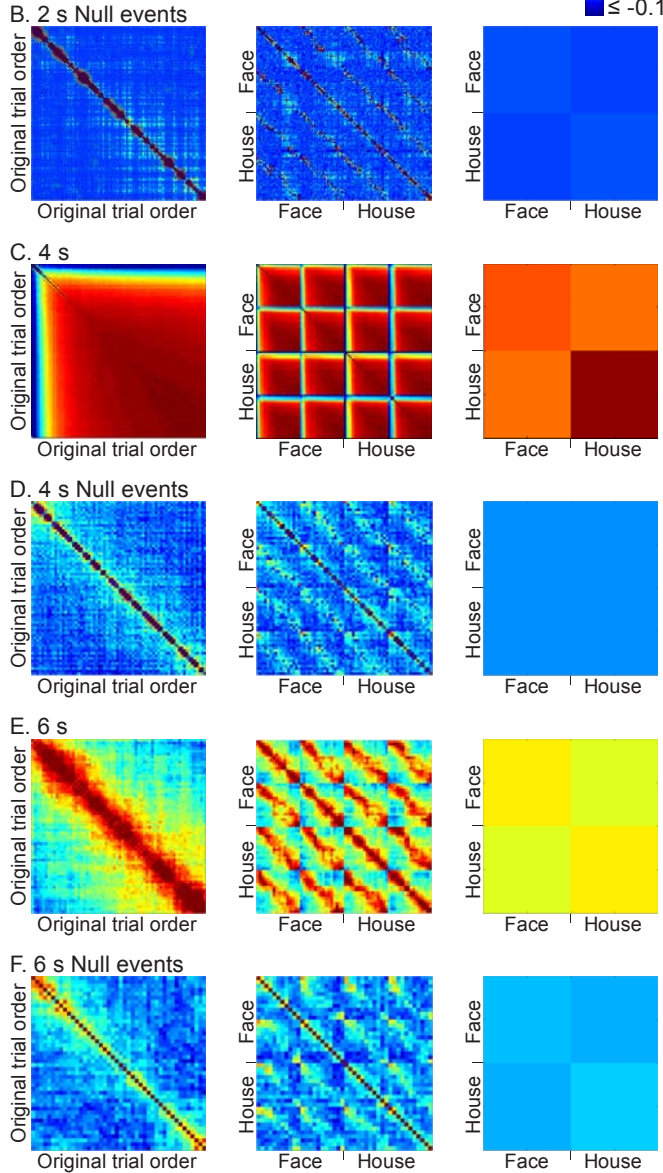 ≤ -0.1
B. 2 s Null events
Original trial order
Original trial order
House | Face
Face | House
House | Face
Face | House
C. 4 s
Original trial order
Original trial order
House | Face
Face | House
House | Face
Face | House
D. 4 s Null events
Original trial order
Original trial order
House | Face
Face | House
House | Face
Face | House
E. 6 s
Original trial order
Original trial order
House | Face
Face | House
House | Face
Face | House
F. 6 s Null events
Original trial order
Original trial order
House | Face
Face | House
House | Face
Face | House